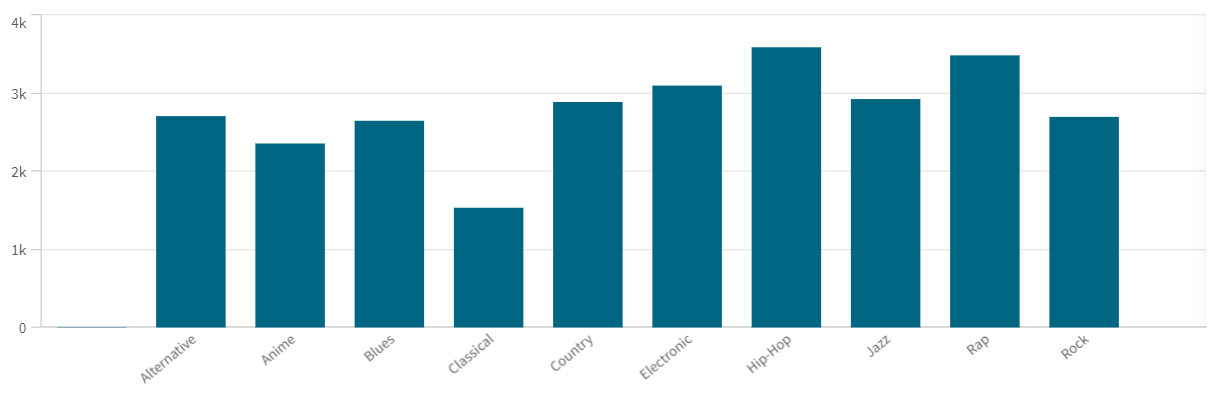 4k
3k
2k
1k
0
Alternative
Anime
Blues
Classical
Country
Electronic
Hip-Hop
Jazz
Rap
Rock